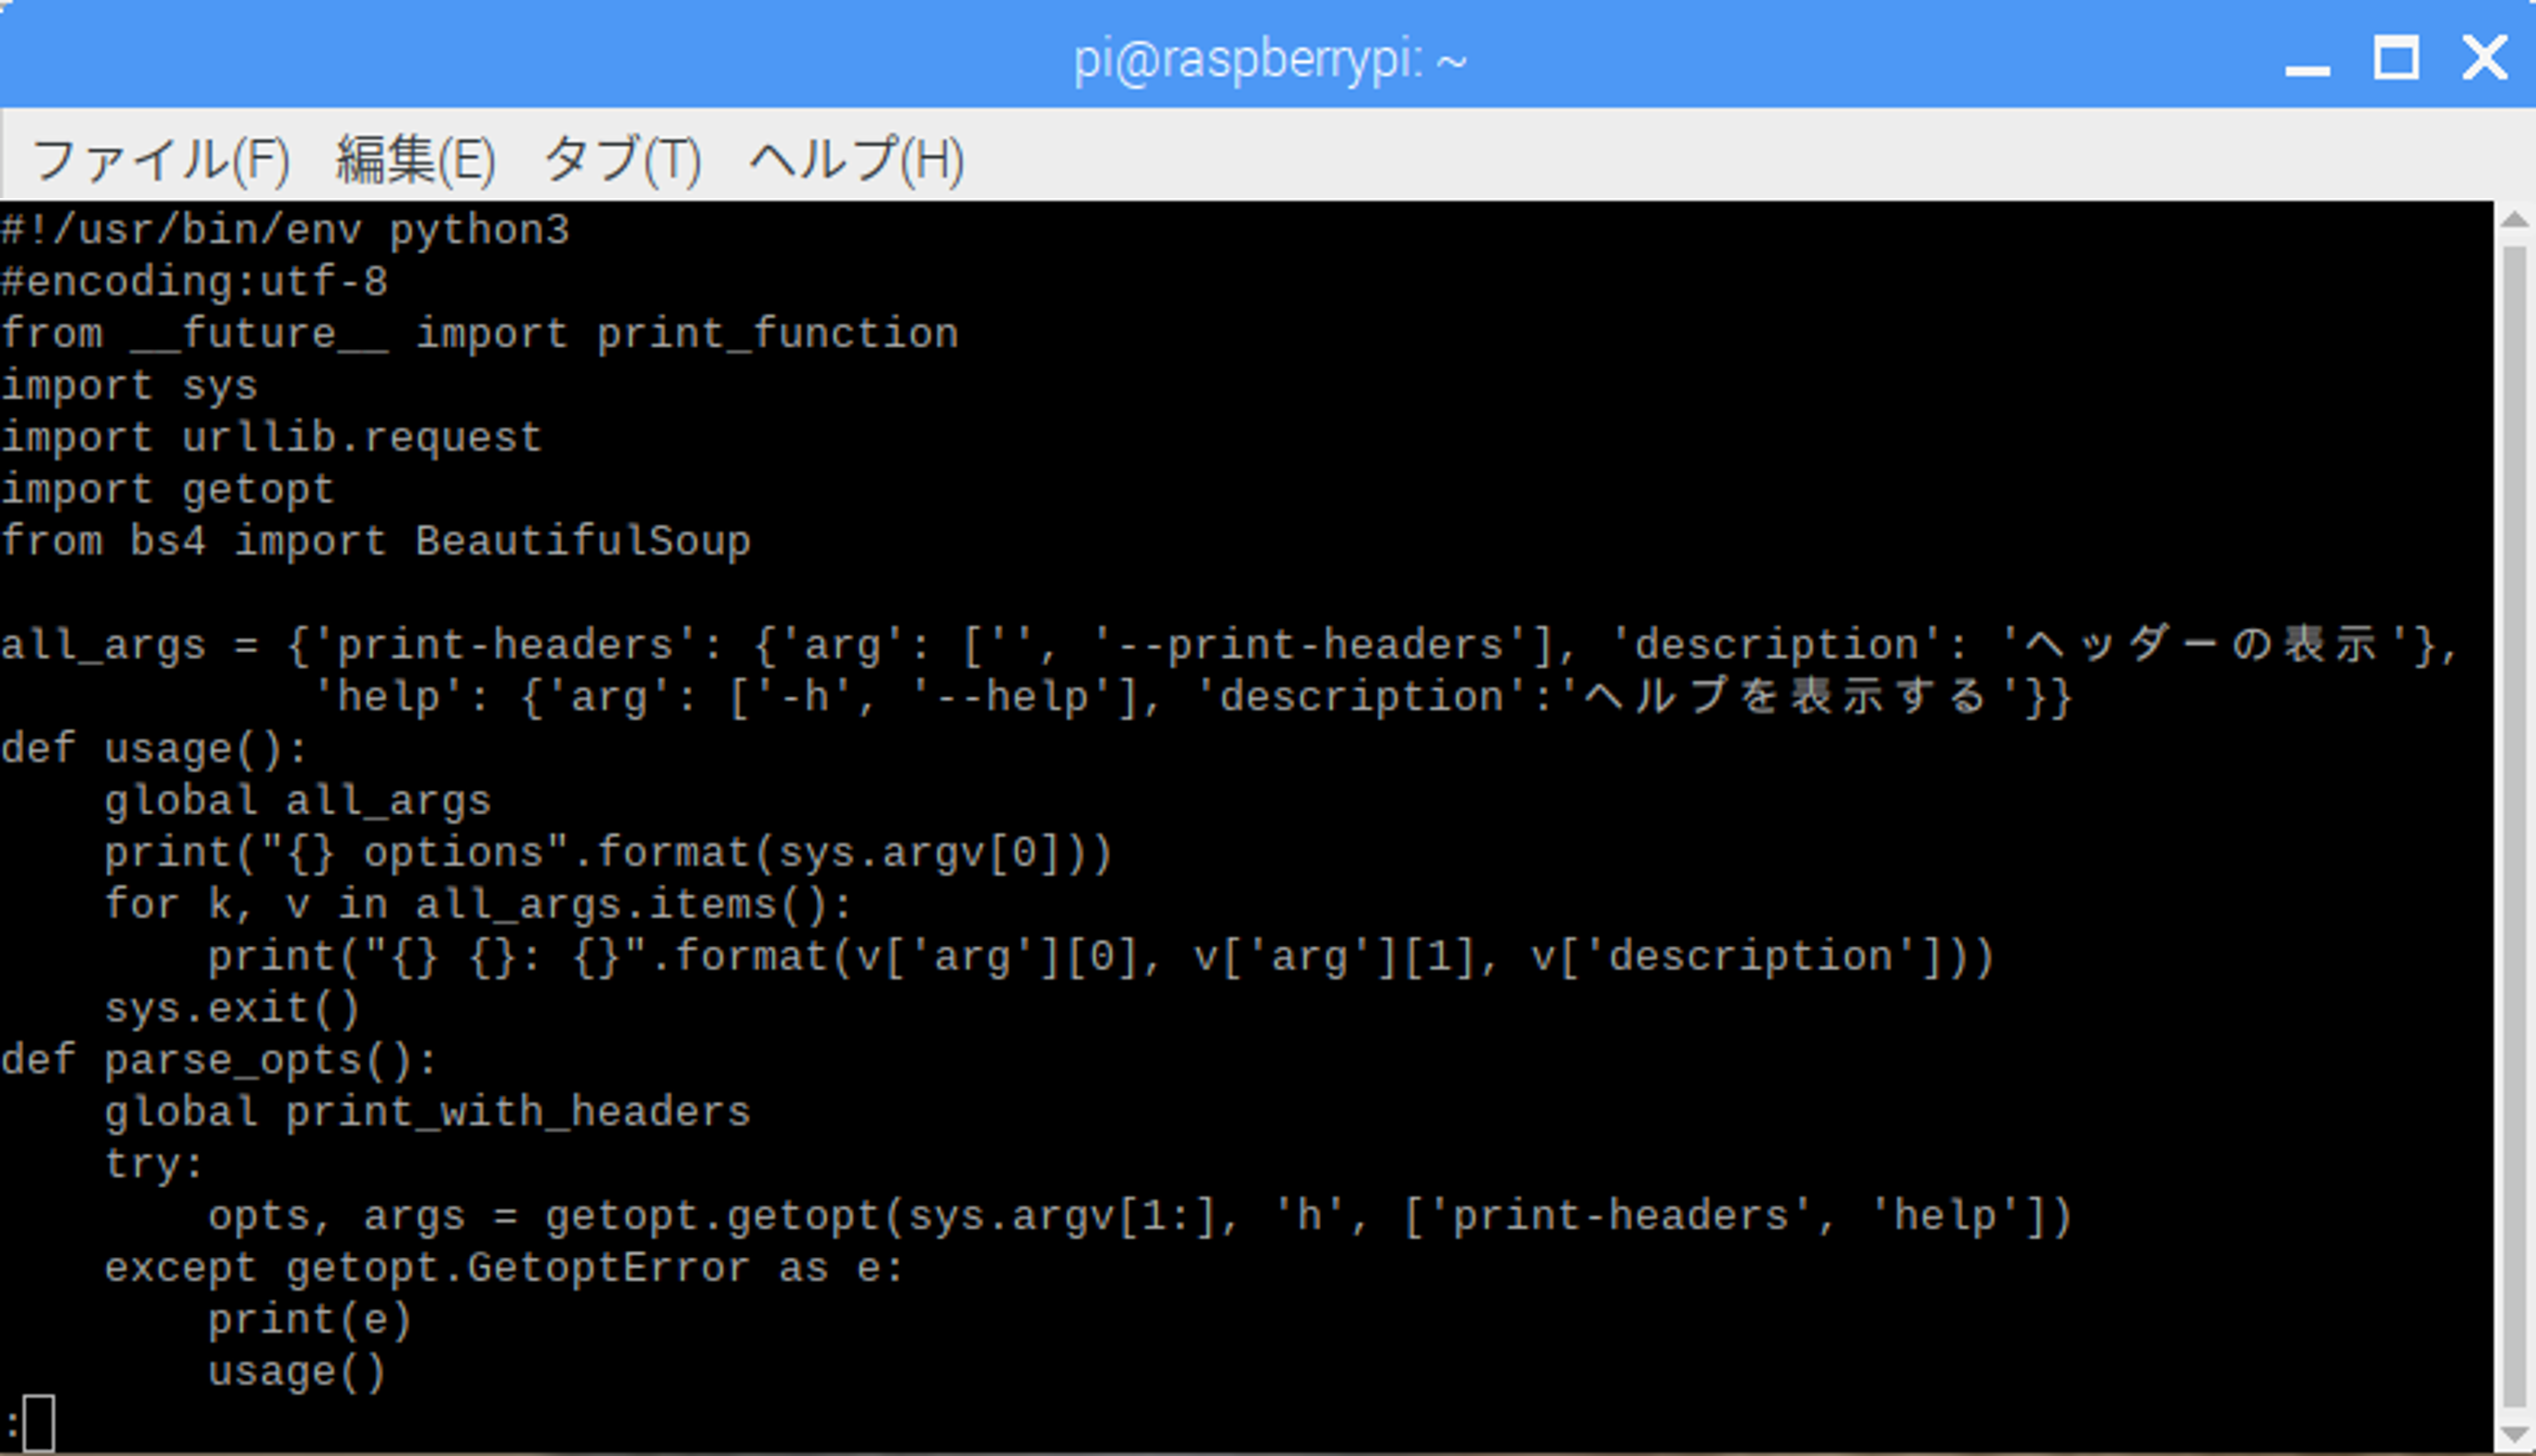 pi@raspberrypi: ~
ファイル(F) 編集(E) タブ(T) ヘルプ(H)
#!/usr/bin/env python3
#encoding:utf-8
from __future__ import print_function
import sys
import urllib.request
import getopt
from bs4 import BeautifulSoup

all_args = {'print-headers': {'arg': ['', '--print-headers'], 'description': 'ヘッダーの表示'},
            'help': {'arg': ['-h', '--help'], 'description':'ヘルプを表示する'}}
def usage():
    global all_args
    print("{} options".format(sys.argv[0]))
    for k, v in all_args.items():
        print("{} {}: {}".format(v['arg'][0], v['arg'][1], v['description']))
    sys.exit()
def parse_opts():
    global print_with_headers
    try:
        opts, args = getopt.getopt(sys.argv[1:], 'h', ['print-headers', 'help'])
    except getopt.GetoptError as e:
        print(e)
        usage()
: